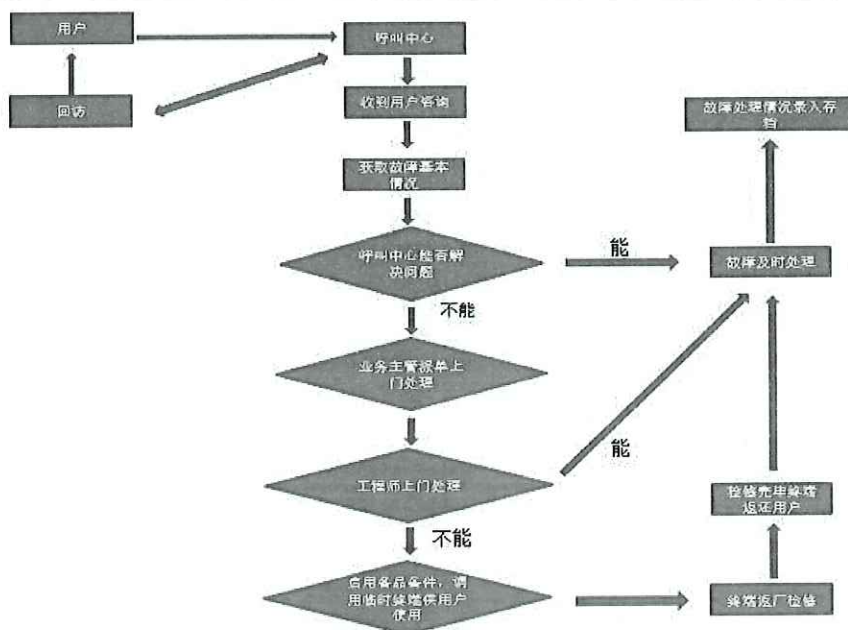 用户
呼叫中心
回访
收到用户咨询
故障处理情况录入存
档
获取故障基本
情况
呼叫中心能否解
决问题
能
故障及时处理
不能
业务主管派单上
门处理
能
工程师上门处理
检修完毕终端
返还用户
不能
启用备品备件，调
用临时终端供用户
使用
终端返厂检修